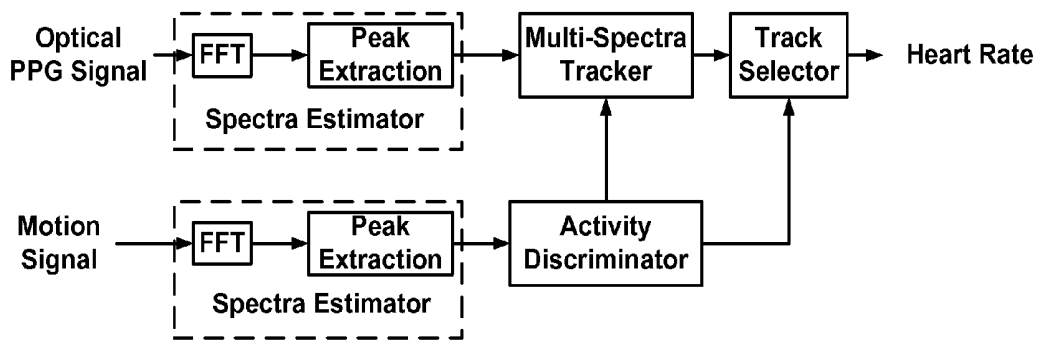 Optical
PPG Signal
FFT
Peak
Extraction
Spectra Estimator
Multi-Spectra
Tracker
Track
Selector
Heart Rate
Motion
Signal
FFT
Peak
Extraction
Spectra Estimator
Activity
Discriminator